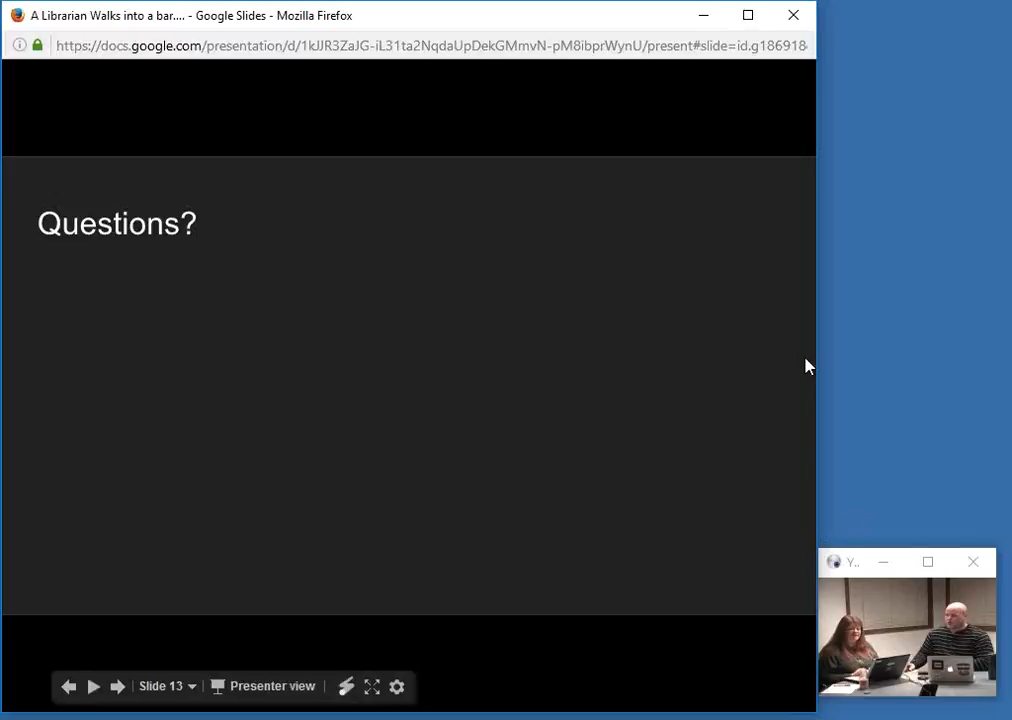 A Librarian Walks into a bar.... - Google Slides - Mozilla Firefox
https://docs.google.com/presentation/d/1kJJR3ZaJG-iL31ta2NqdaUpDekGMmvN-pM8ibprWynU/present#slide=id.g186918
Questions?
Y..
Slide 13
Presenter view